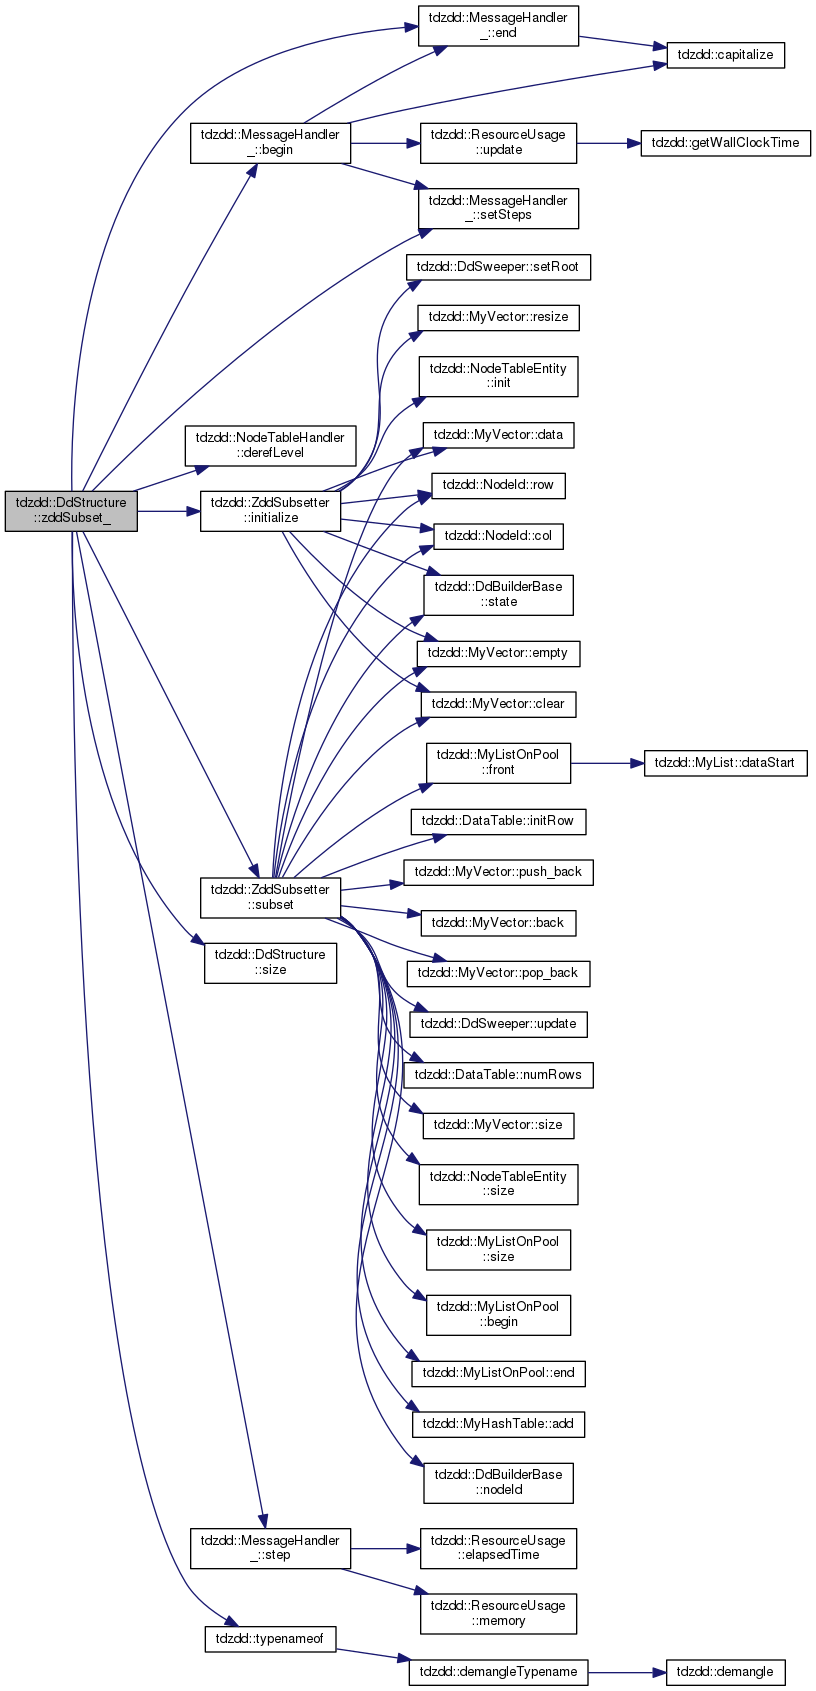 tdzdd::MessageHandler
_::end
tdzdd::capitalize
tdzdd::MessageHandler
_::begin
tdzdd::ResourceUsage
::update
tdzdd::getWallClockTime
tdzdd::MessageHandler
_::setSteps
tdzdd::DdSweeper::setRoot
tdzdd::MyVector::resize
tdzdd::NodeTableEntity
::init
tdzdd::NodeTableHandler
::derefLevel
tdzdd::MyVector::data
tdzdd::DdStructure
::zddSubset_
tdzdd::ZddSubsetter
::initialize
tdzdd::NodeId::row
tdzdd::NodeId::col
tdzdd::DdBuilderBase
::state
tdzdd::MyVector::empty
tdzdd::MyVector::clear
tdzdd::MyListOnPool
::front
tdzdd::MyList::dataStart
tdzdd::DataTable::initRow
tdzdd::MyVector::push_back
tdzdd::ZddSubsetter
::subset
tdzdd::MyVector::back
tdzdd::DdStructure
::size
tdzdd::MyVector::pop_back
tdzdd::DdSweeper::update
tdzdd::DataTable::numRows
tdzdd::MyVector::size
tdzdd::NodeTableEntity
::size
tdzdd::MyListOnPool
::size
tdzdd::MyListOnPool
::begin
tdzdd::MyListOnPool::end
tdzdd::MyHashTable::add
tdzdd::DdBuilderBase
::nodeId
tdzdd::MessageHandler
_::step
tdzdd::ResourceUsage
::elapsedTime
tdzdd::ResourceUsage
::memory
tdzdd::typenameof
tdzdd::demangleTypename
tdzdd::demangle